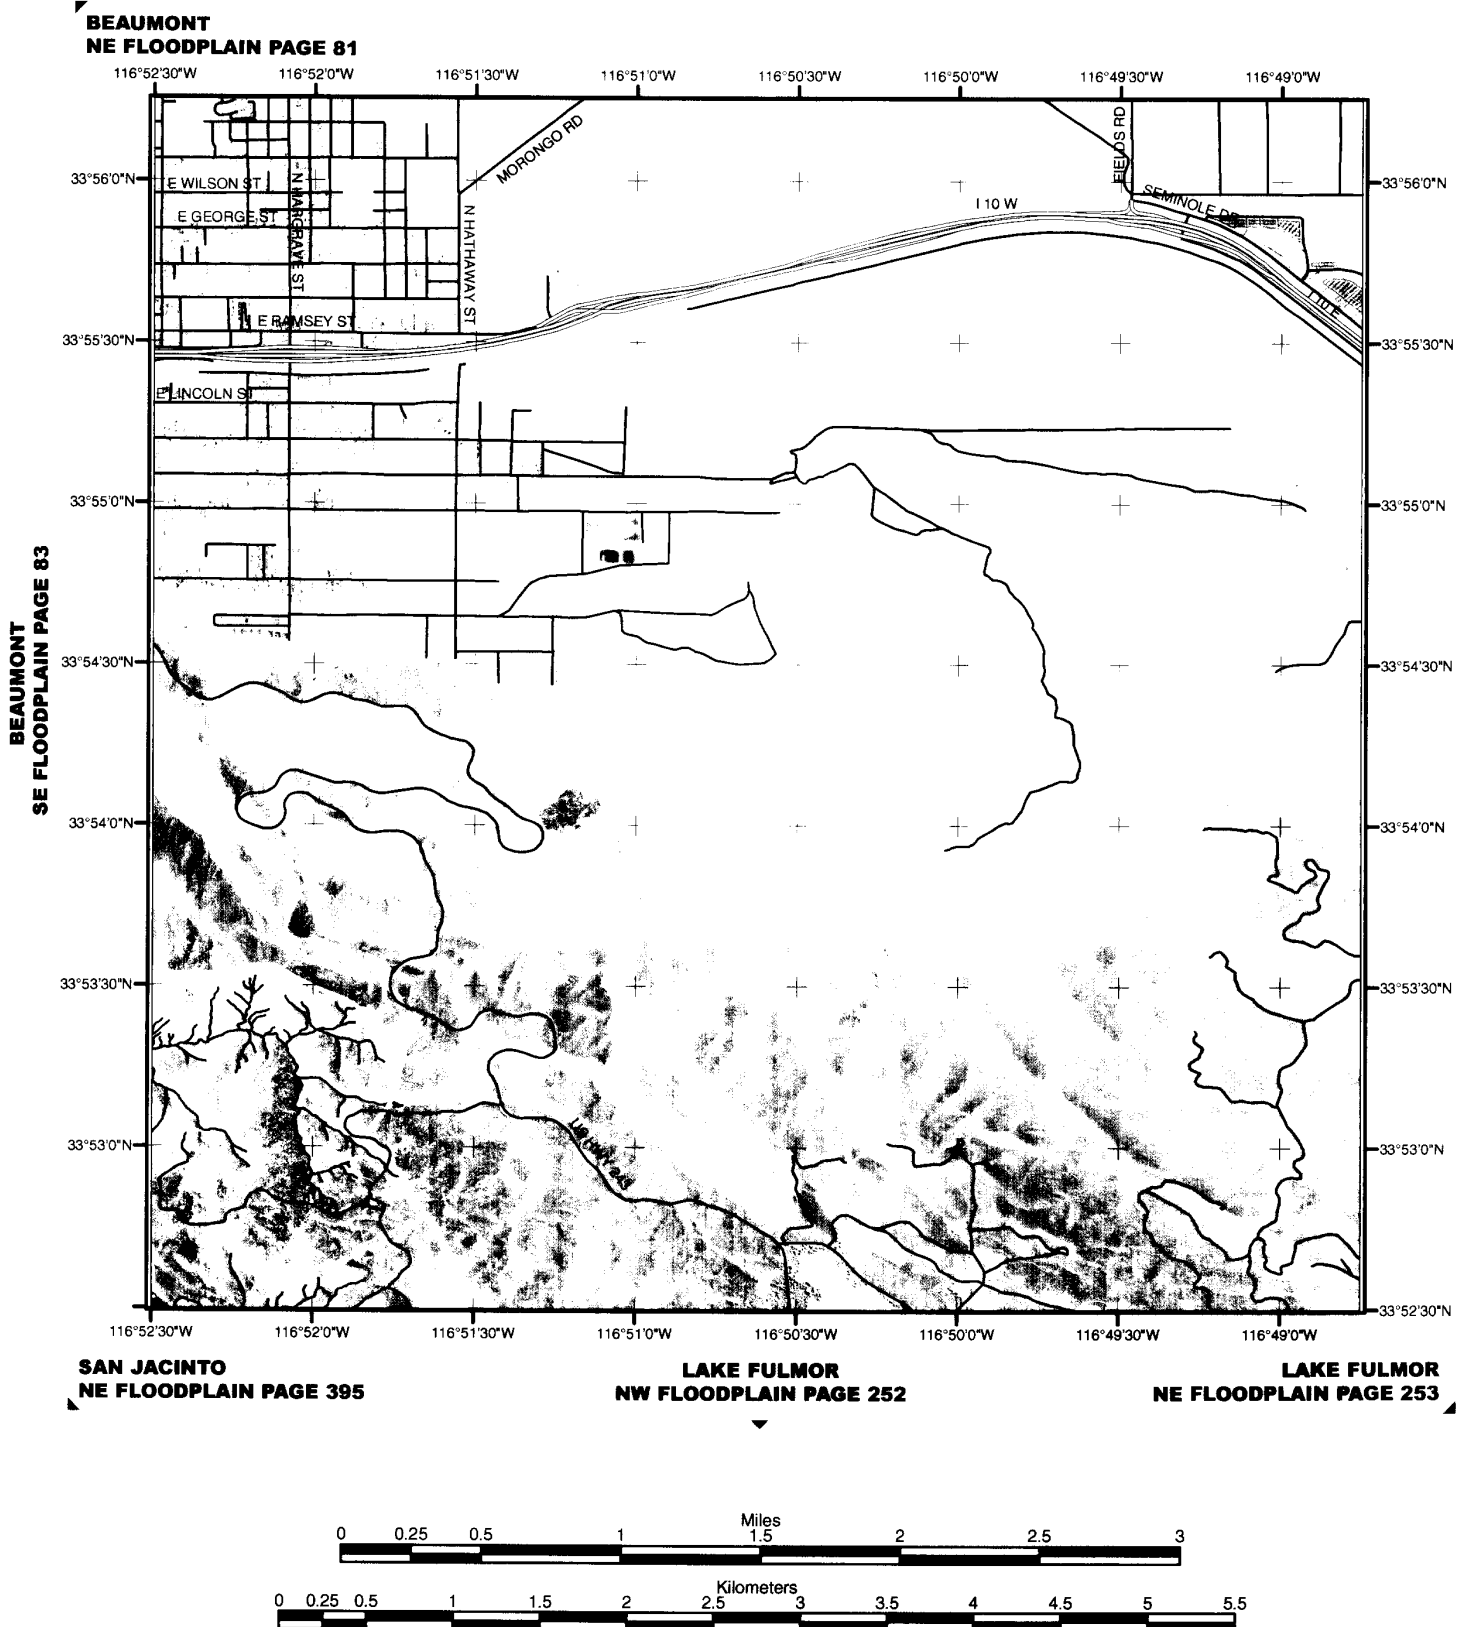 BEAUMONT
NE FLOODPLAIN PAGE 81
116°52'30"W 116°52'0"W 116°51'30"W 116°51'0"W 116°50'30"W 116°50'0"W 116°49'30"W 116°49'0"W
MORONGO RD
FIELDS RD
33°56'0"N
E WILSON ST
N HARGRAVE ST
33°56'0"N
SEMINOLE DR
I 10 W
E GEORGE ST
N HATHAWAY ST
I 10 E
E RAMSEY ST
33°55'30"N
33°55'30"N
E LINCOLN ST
33°55'0"N
33°55'0"N
BEAUMONT
SE FLOODPLAIN PAGE 83
33°54'30"N
33°54'30"N
33°54'0"N
33°54'0"N
33°53'30"N
33°53'30"N
33°53'0"N
US HWY 243
33°53'0"N
33°52'30"N
116°52'30"W 116°52'0"W 116°51'30"W 116°51'0"W 116°50'30"W 116°50'0"W 116°49'30"W 116°49'0"W
SAN JACINTO
NE FLOODPLAIN PAGE 395
LAKE FULMOR
NW FLOODPLAIN PAGE 252
LAKE FULMOR
NE FLOODPLAIN PAGE 253
Miles
0 0.25 0.5 1 1.5 2 2.5 3
Kilometers
0 0.25 0.5 1 1.5 2 2.5 3 3.5 4 4.5 5 5.5